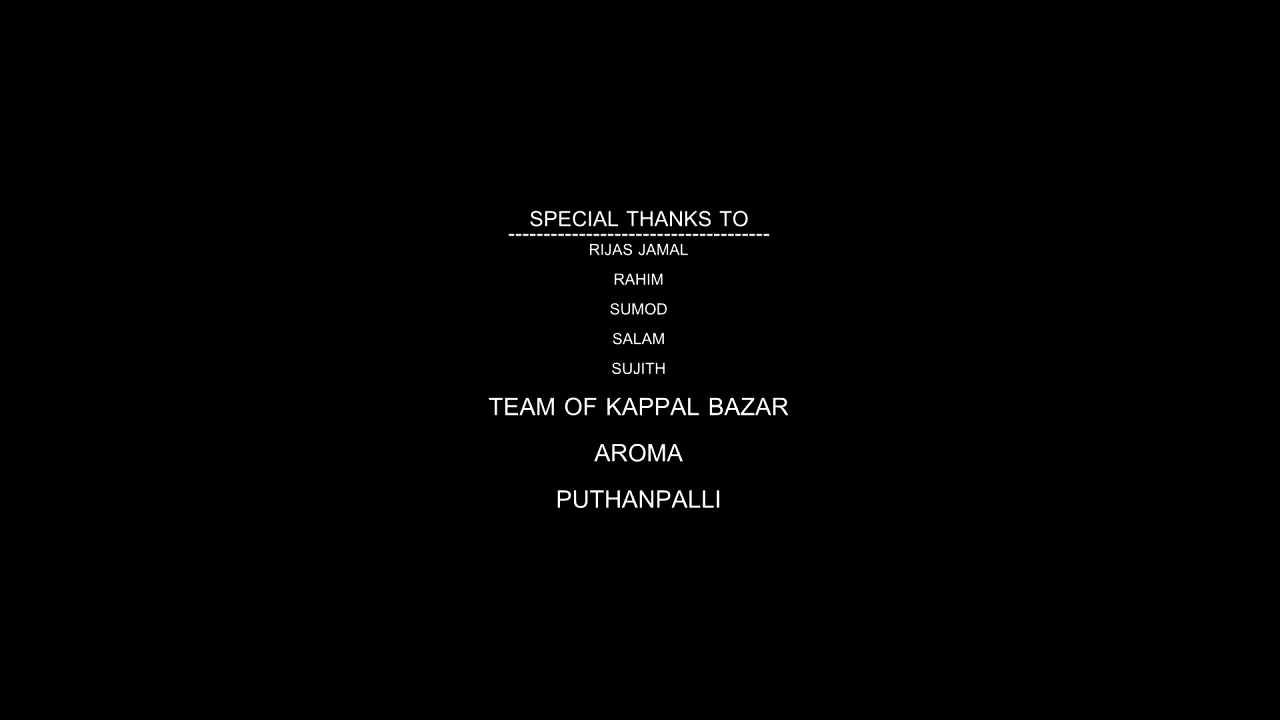 SPECIAL THANKS TO
-------------------------------------
RIJAS JAMAL
RAHIM
SUMOD
SALAM
SUJITH
TEAM OF KAPPAL BAZAR
AROMA
PUTHANPALLI